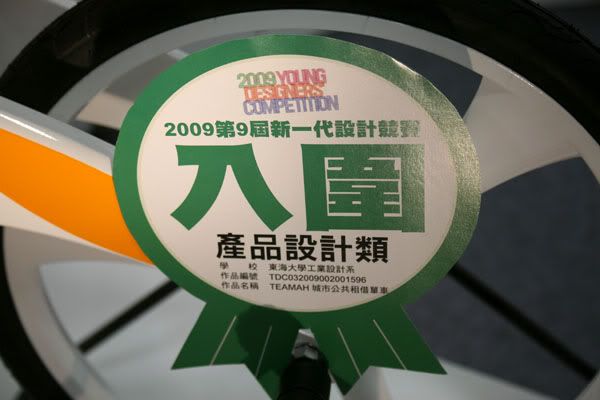 2009 YOUNG
DESIGNERS
COMPETITION
2009第9屆新一代設計競賽
入圍
產品設計類
學　　校　東海大學工業設計系
作品編號　TDC032009002001596
作品名稱　TEAMAH 城市公共租借單車